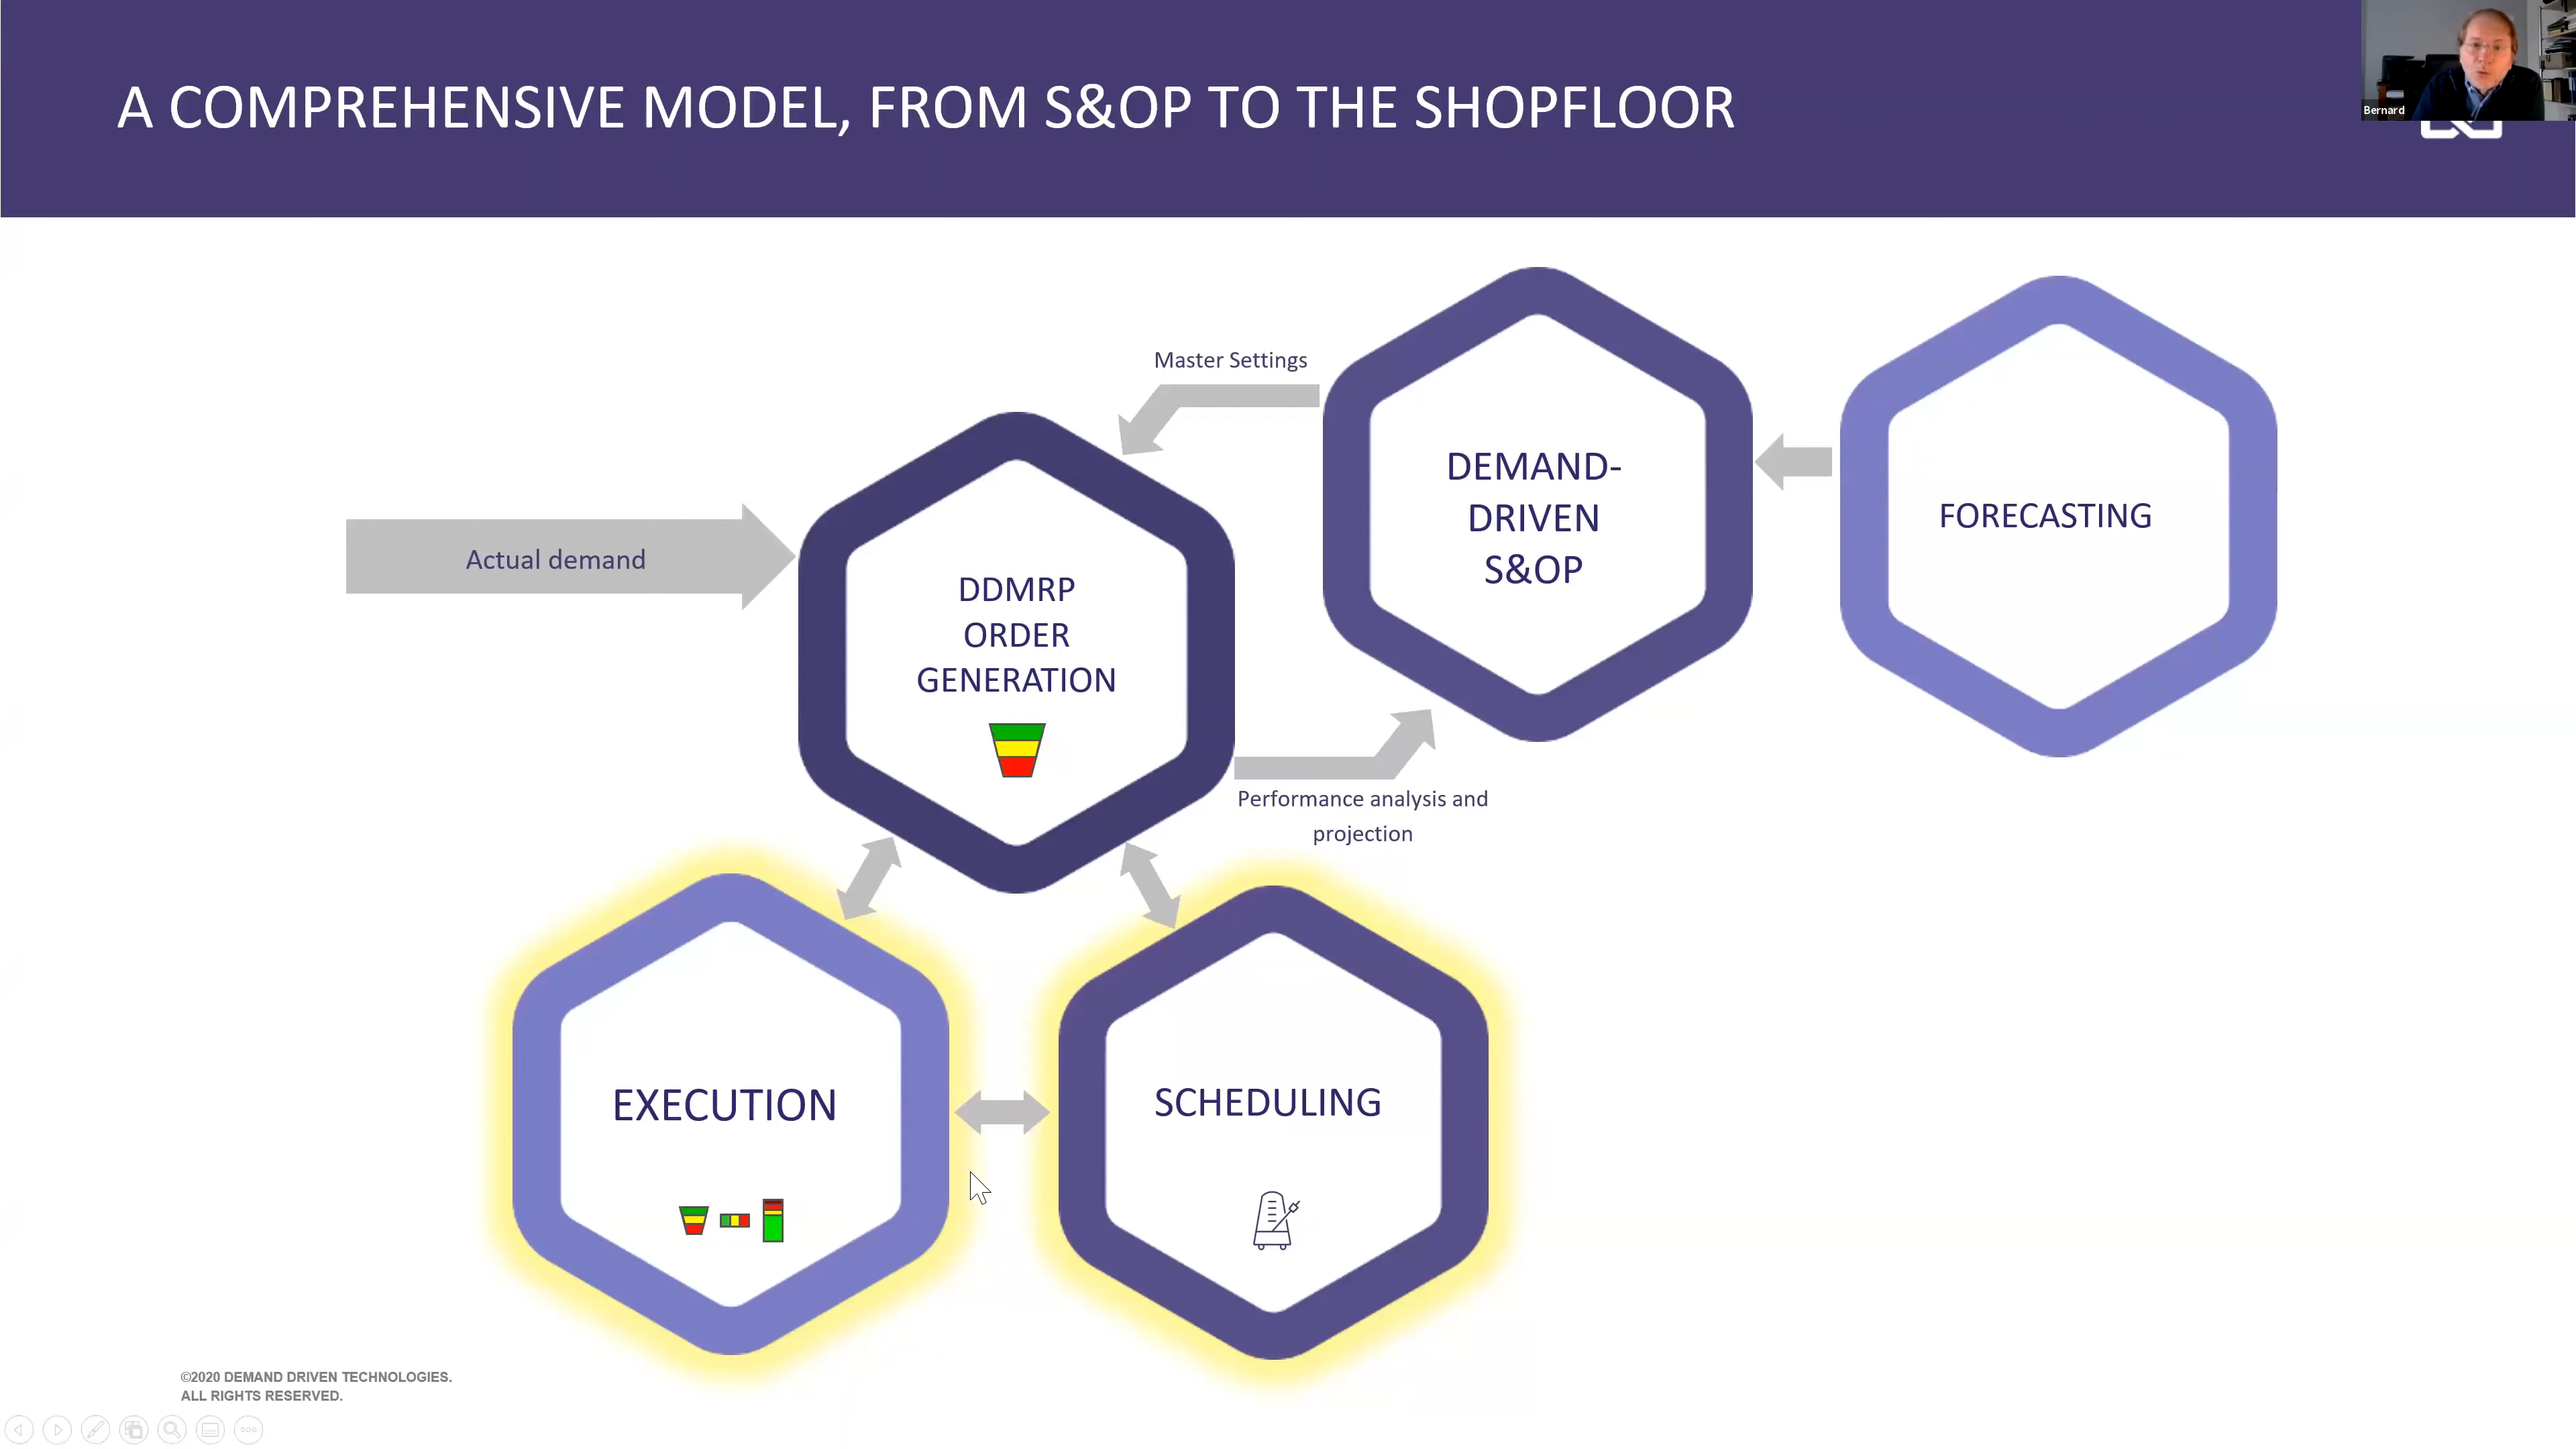 A COMPREHENSIVE MODEL, FROM S&OP TO THE SHOPFLOOR
Bernard
Master Settings
DEMAND-
DRIVEN
S&OP
FORECASTING
Actual demand
DDMRP
ORDER
GENERATION
Performance analysis and
projection
EXECUTION
SCHEDULING
©2020 DEMAND DRIVEN TECHNOLOGIES.
ALL RIGHTS RESERVED.